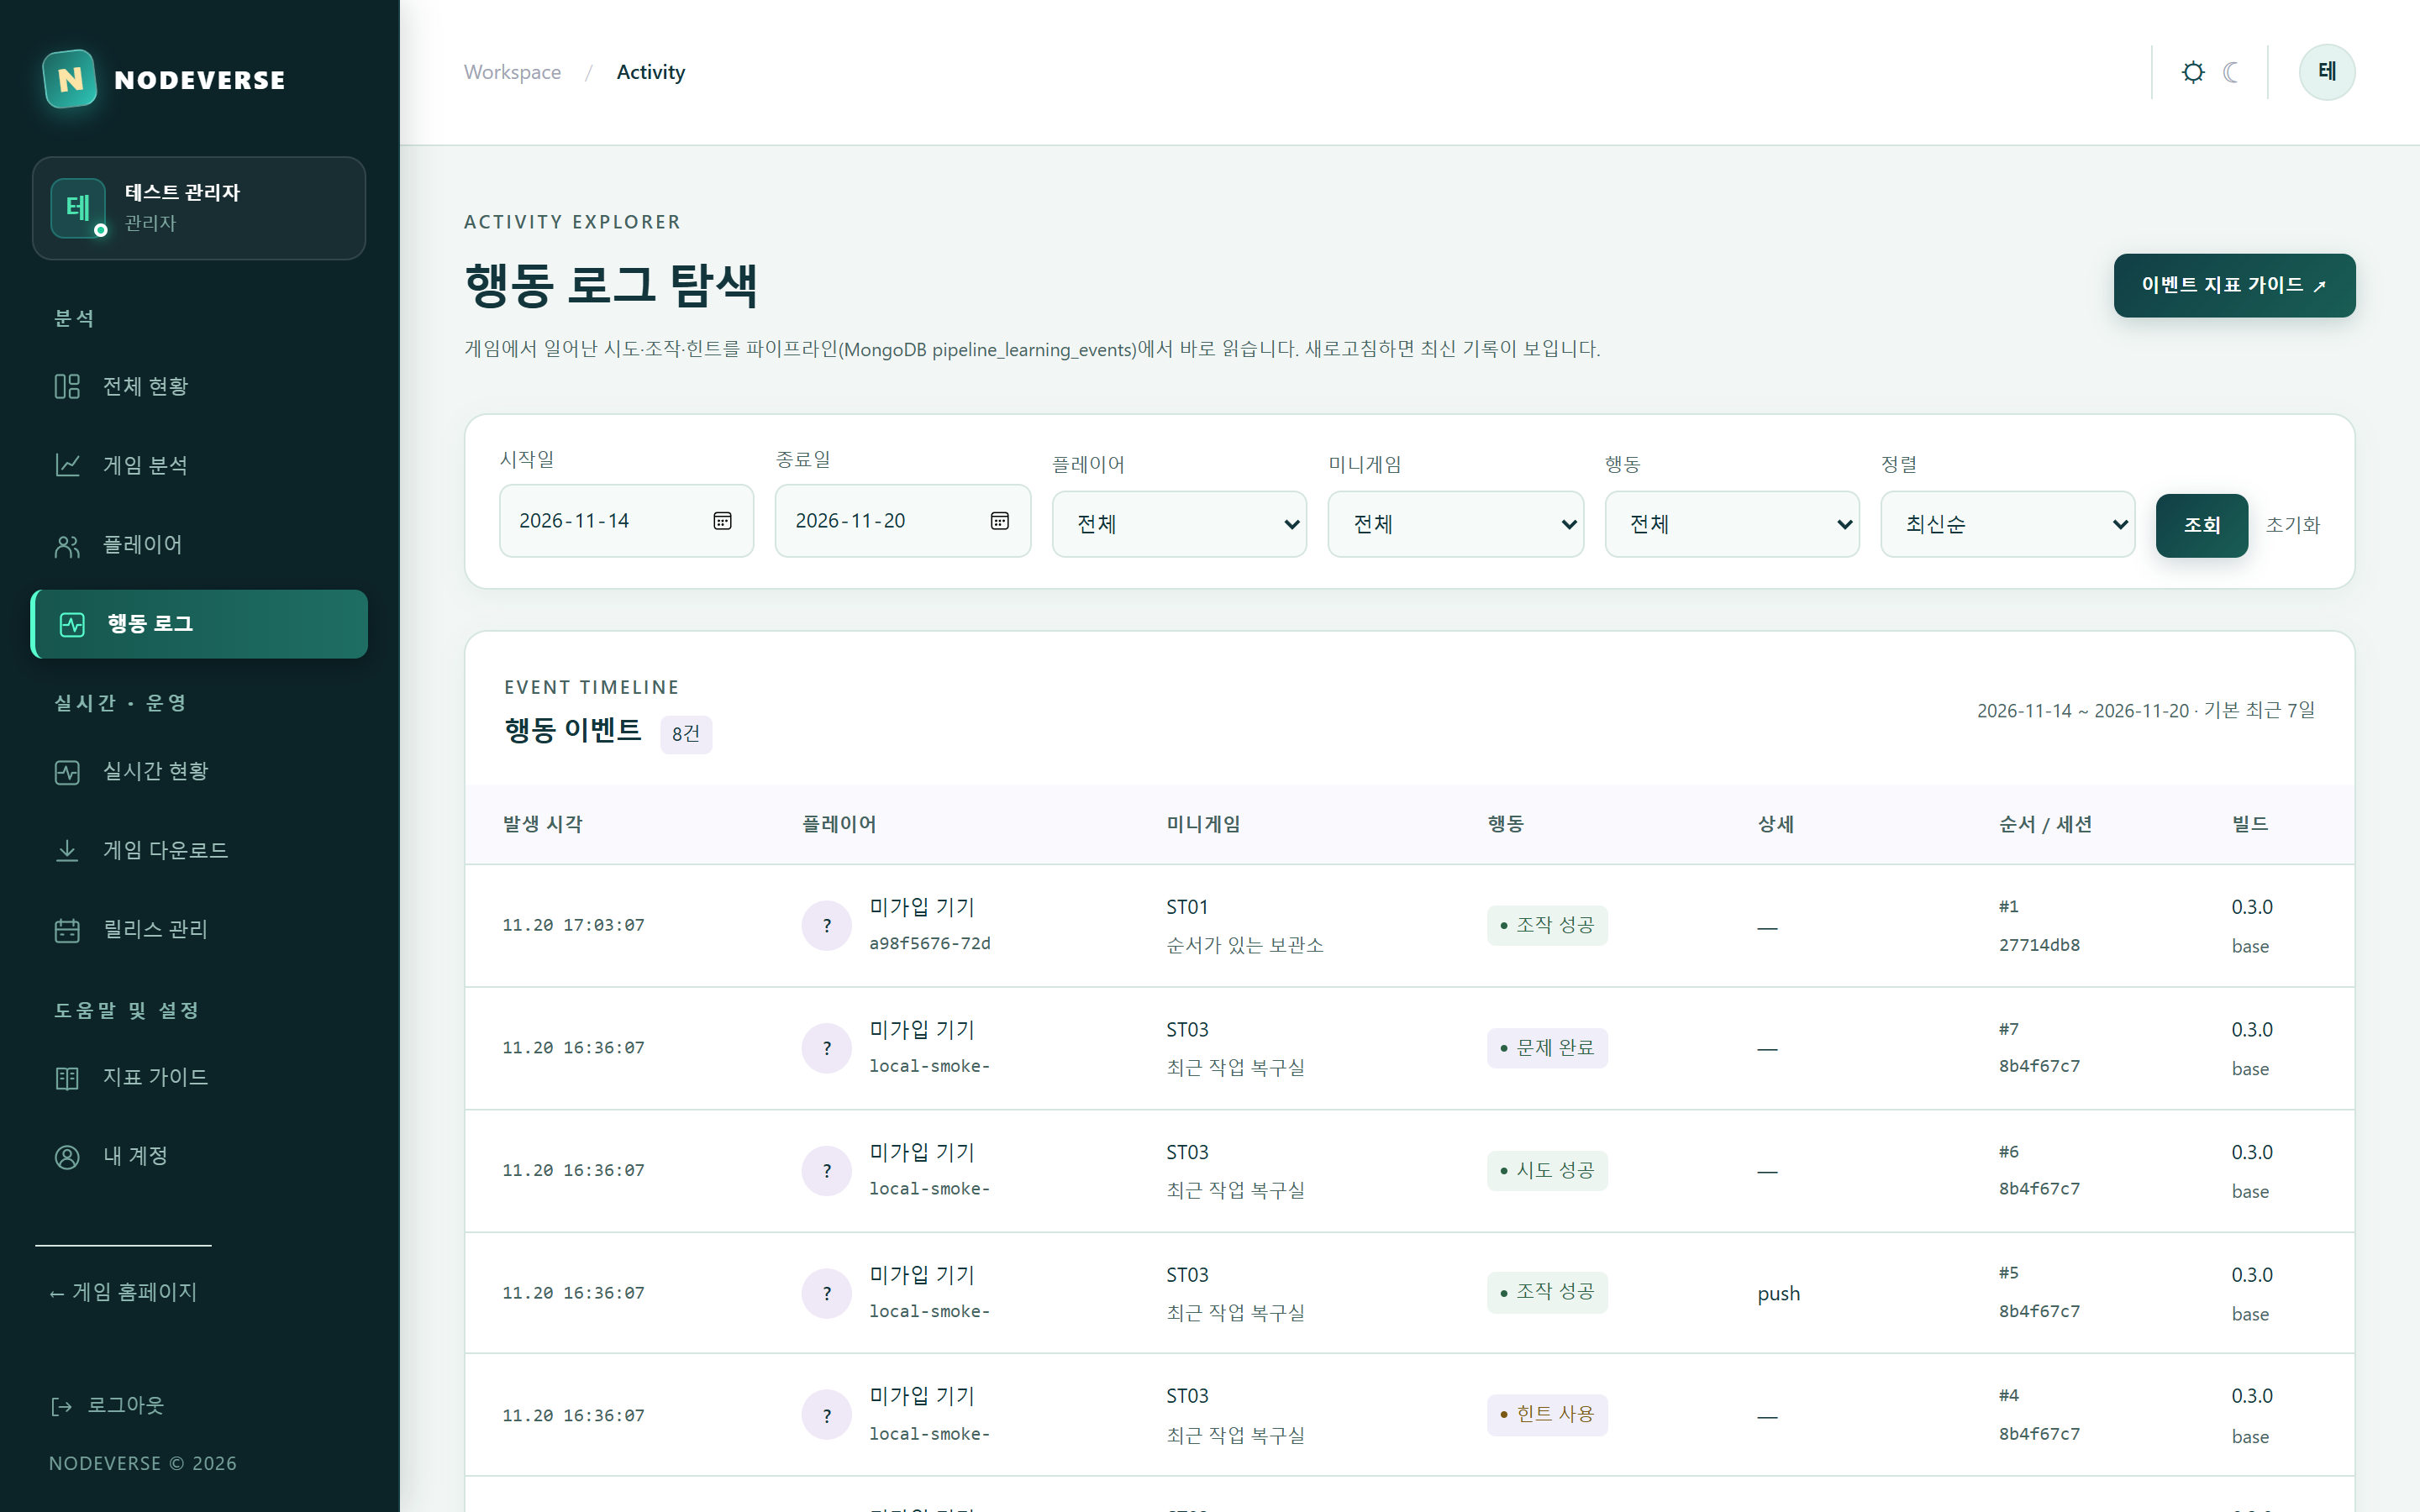 N NODEVERSE
테
테스트 관리자
관리자
분석
전체 현황
게임 분석
플레이어
행동 로그
실시간 · 운영
실시간 현황
게임 다운로드
릴리스 관리
도움말 및 설정
지표 가이드
내 계정
← 게임 홈페이지
로그아웃
NODEVERSE © 2026
Workspace / Activity
테
ACTIVITY EXPLORER
행동 로그 탐색
게임에서 일어난 시도·조작·힌트를 파이프라인(MongoDB pipeline_learning_events)에서 바로 읽습니다. 새로고침하면 최신 기록이 보입니다.
이벤트 지표 가이드 ↗
시작일 종료일 플레이어 미니게임 행동 정렬
2026-11-14 2026-11-20 전체 전체 전체 최신순 조회 초기화
EVENT TIMELINE
행동 이벤트 8건
2026-11-14 ~ 2026-11-20 · 기본 최근 7일
발생 시각 플레이어 미니게임 행동 상세 순서 / 세션 빌드
11.20 17:03:07 ? 미가입 기기 ST01 • 조작 성공 — #1 0.3.0
a98f5676-72d 순서가 있는 보관소 27714db8 base
11.20 16:36:07 ? 미가입 기기 ST03 • 문제 완료 — #7 0.3.0
local-smoke- 최근 작업 복구실 8b4f67c7 base
11.20 16:36:07 ? 미가입 기기 ST03 • 시도 성공 — #6 0.3.0
local-smoke- 최근 작업 복구실 8b4f67c7 base
11.20 16:36:07 ? 미가입 기기 ST03 • 조작 성공 push #5 0.3.0
local-smoke- 최근 작업 복구실 8b4f67c7 base
11.20 16:36:07 ? 미가입 기기 ST03 • 힌트 사용 — #4 0.3.0
local-smoke- 최근 작업 복구실 8b4f67c7 base